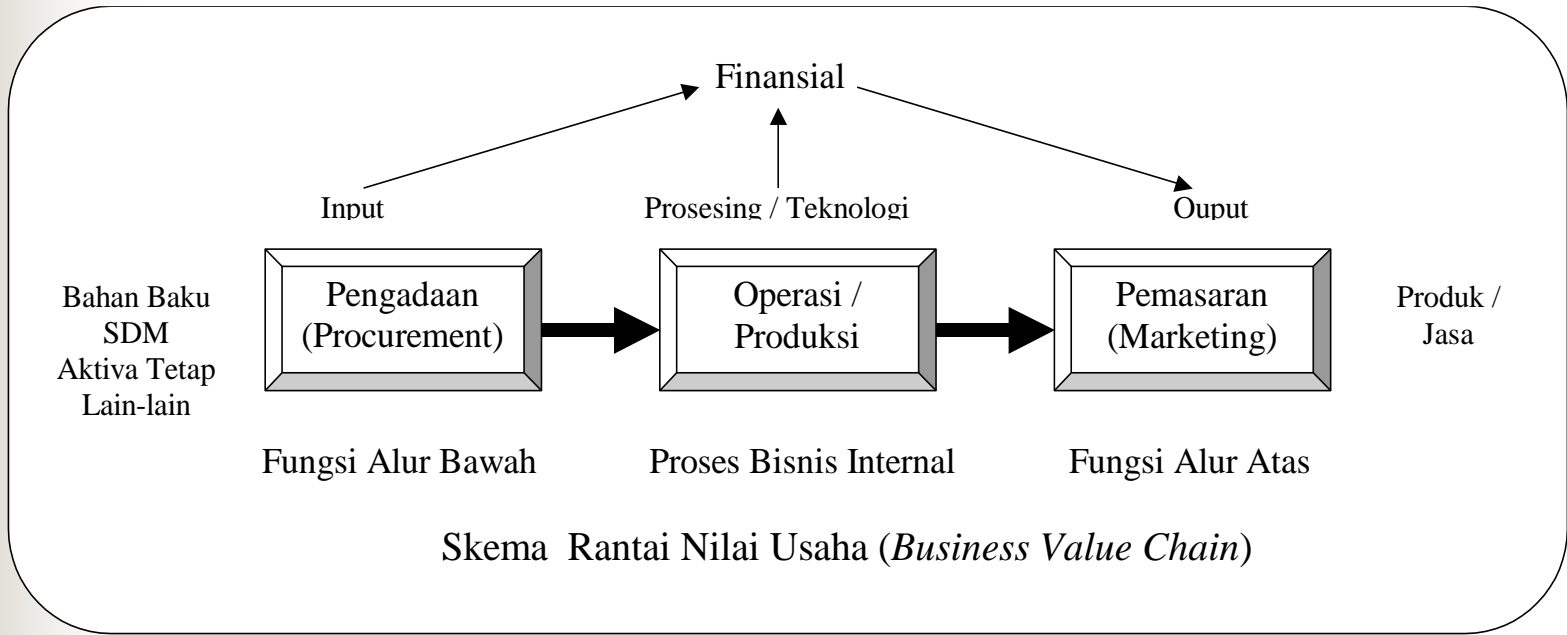 Finansial
Input
Prosesing / Teknologi
Ouput
Bahan Baku
SDM
Aktiva Tetap
Lain-lain
Pengadaan
(Procurement)
Operasi /
Produksi
Pemasaran
(Marketing)
Produk /
Jasa
Fungsi Alur Bawah
Proses Bisnis Internal
Fungsi Alur Atas
Skema Rantai Nilai Usaha (Business Value Chain)